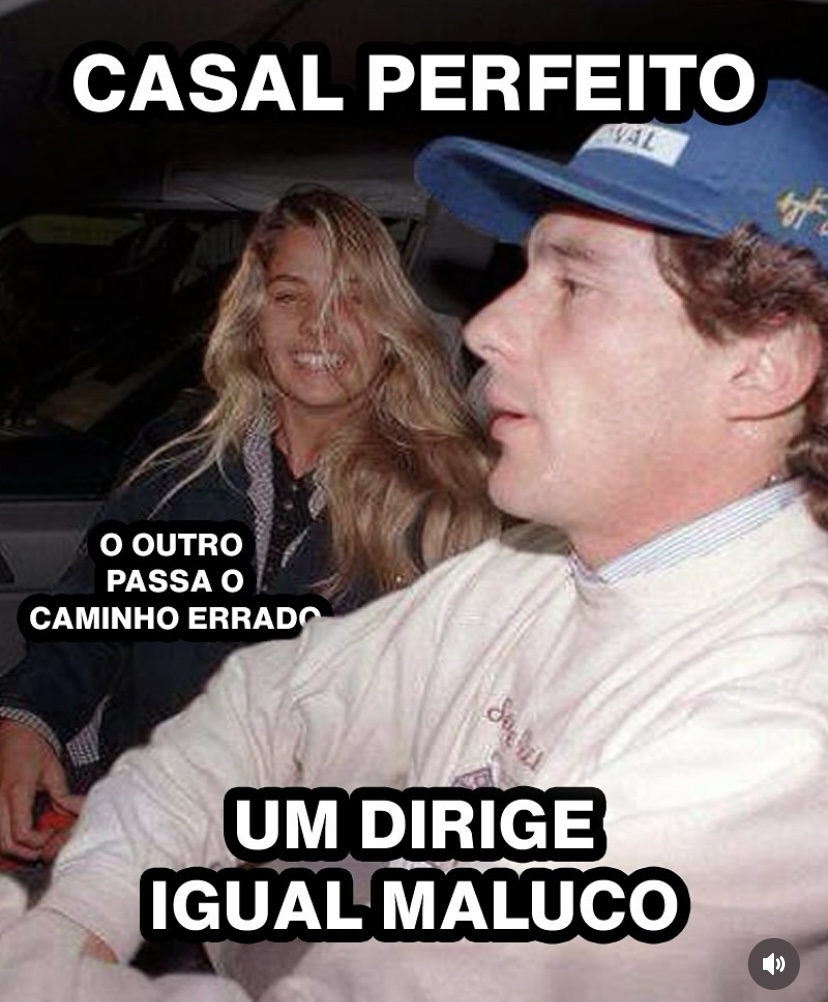 CASAL PERFEITO
O OUTRO
PASSA O
CAMINHO ERRADO
UM DIRIGE
IGUAL MALUCO